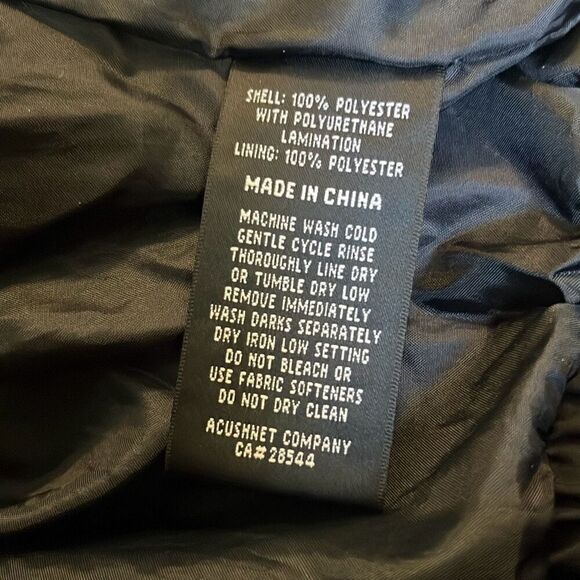 SHELL: 100% POLYESTER
WITH POLYURETHANE
LAMINATION
LINING: 100% POLYESTER
MADE IN CHINA
MACHINE WASH COLD
GENTLE CYCLE RINSE
THOROUGHLY LINE DRY
OR TUMBLE DRY LOW
REMOVE IMMEDIATELY
WASH DARKS SEPARATELY
DRY IRON LOW SETTING
DO NOT BLEACH OR
USE FABRIC SOFTENERS
DO NOT DRY CLEAN
ACUSHNET COMPANY
CA# 28544